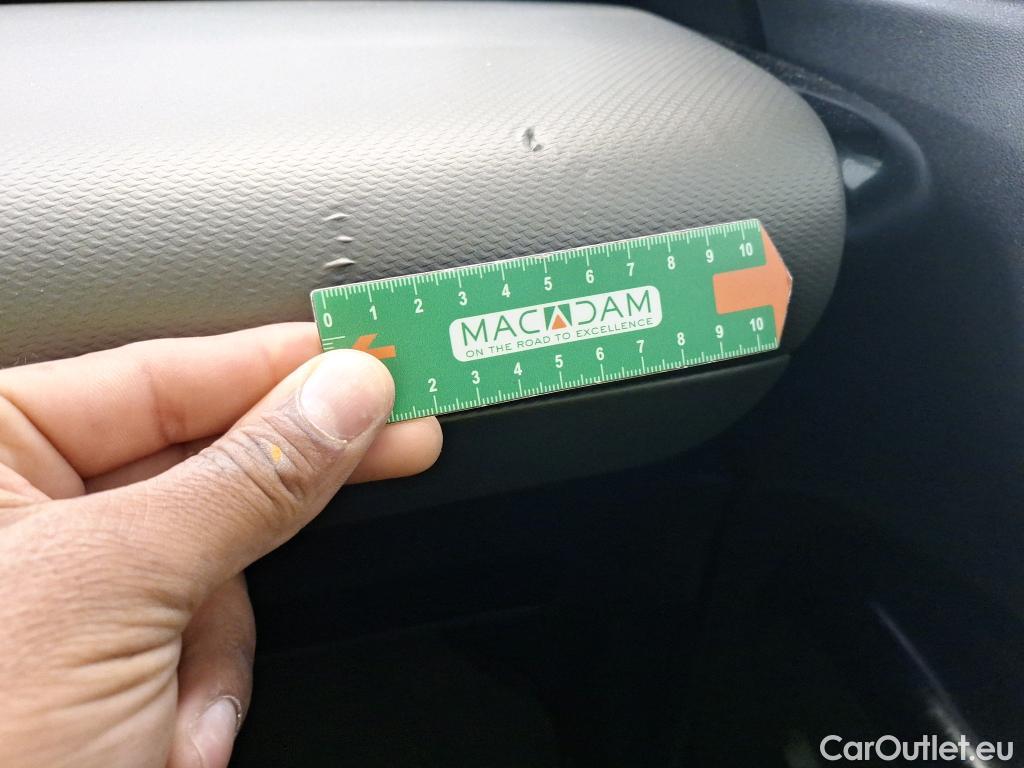 0 1 2 3 4 5 6 7 8 9 10
MACADAM
ON THE ROAD TO EXCELLENCE
2 3 4 5 6 7 8 9 10
CarOutlet.eu